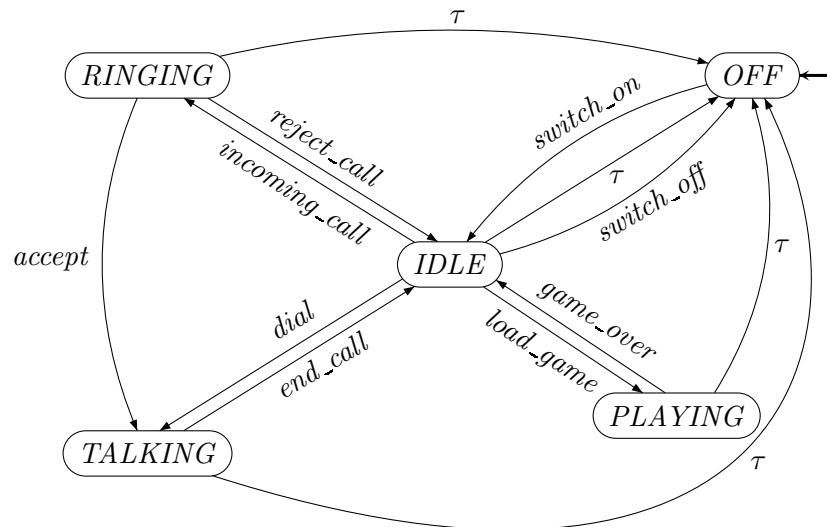 τ
RINGING
OFF
switch_on
reject_call
incoming_call
τ
switch_off
accept
IDLE
τ
dial
end_call
game_over
load_game
PLAYING
TALKING
τ